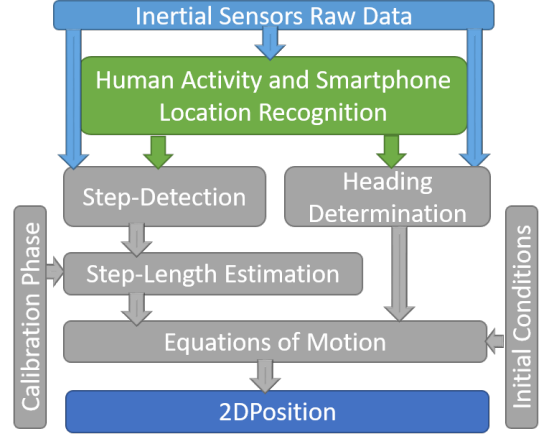 Inertial Sensors Raw Data
Human Activity and Smartphone
Location Recognition
Step-Detection
Heading
Determination
Calibration Phase
Step-Length Estimation
Initial Conditions
Equations of Motion
2DPosition